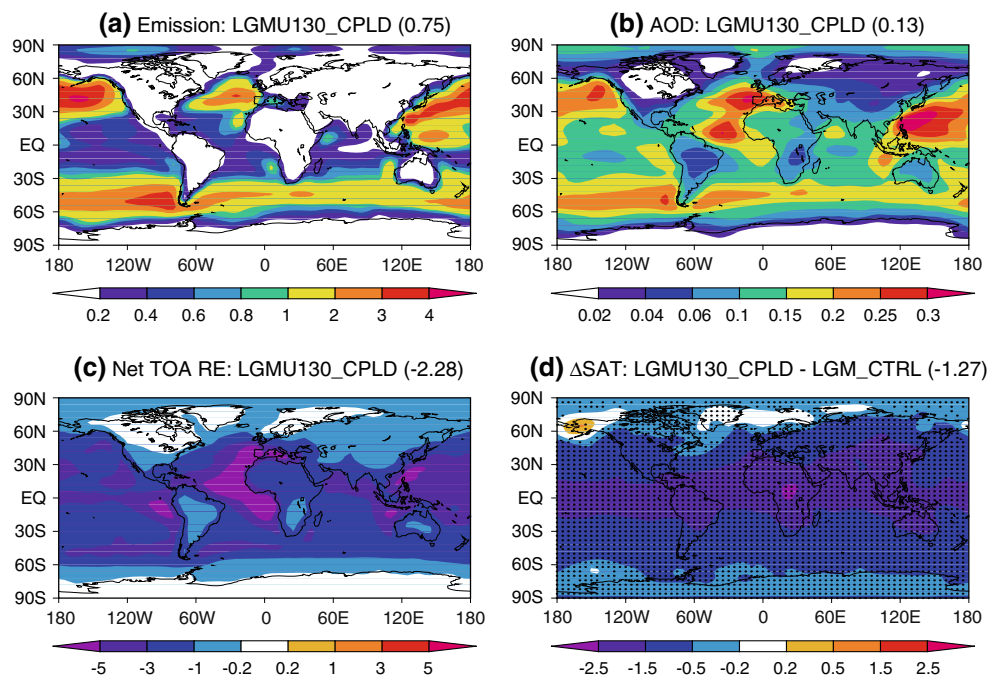 (a) Emission: LGMU130_CPLD (0.75)
90N
60N
30N
EQ
30S
60S
90S
180 120W 60W 0 60E 120E 180
0.2 0.4 0.6 0.8 1 2 3 4
(b) AOD: LGMU130_CPLD (0.13)
90N
60N
30N
EQ
30S
60S
90S
180 120W 60W 0 60E 120E 180
0.02 0.04 0.06 0.1 0.15 0.2 0.25 0.3
(c) Net TOA RE: LGMU130_CPLD (-2.28)
90N
60N
30N
EQ
30S
60S
90S
180 120W 60W 0 60E 120E 180
-5 -3 -1 -0.2 0.2 1 3 5
(d) ΔSAT: LGMU130_CPLD - LGM_CTRL (-1.27)
90N
60N
30N
EQ
30S
60S
90S
180 120W 60W 0 60E 120E 180
-2.5 -1.5 -0.5 -0.2 0.2 0.5 1.5 2.5